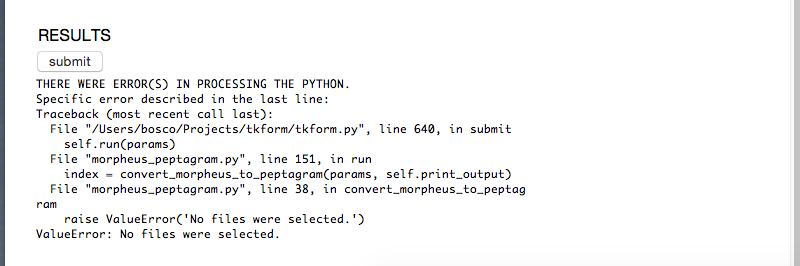 RESULTS
submit
THERE WERE ERROR(S) IN PROCESSING THE PYTHON.
Specific error described in the last line:
Traceback (most recent call last):
  File "/Users/bosco/Projects/tkform/tkform.py", line 640, in submit
    self.run(params)
  File "morpheus_peptagram.py", line 151, in run
    index = convert_morpheus_to_peptagram(params, self.print_output)
  File "morpheus_peptagram.py", line 38, in convert_morpheus_to_peptag
ram
    raise ValueError('No files were selected.')
ValueError: No files were selected.